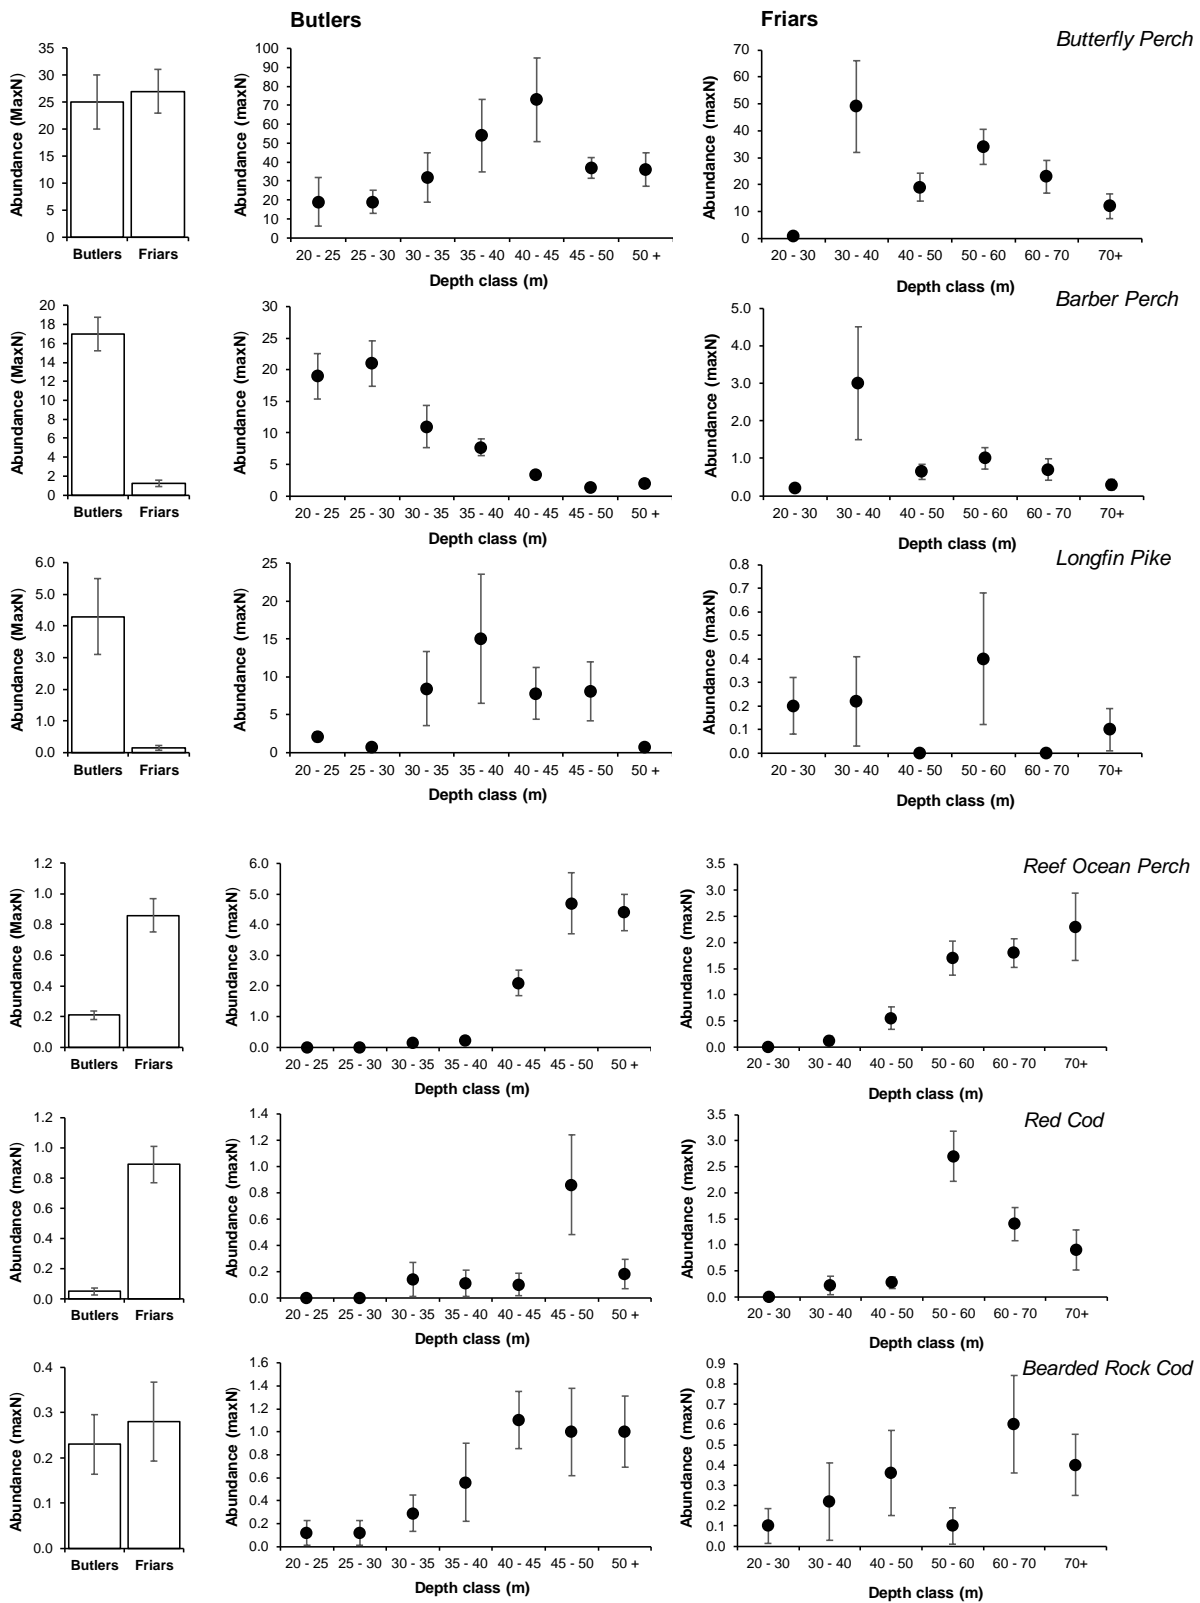 Butlers
Friars
Butterfly Perch
Abundance (MaxN)
35
30
25
20
15
10
5
0
Butlers Friars
Abundance (maxN)
100
90
80
70
60
50
40
30
20
10
0
20 - 25 25 - 30 30 - 35 35 - 40 40 - 45 45 - 50 50 +
Depth class (m)
Abundance (maxN)
70
60
50
40
30
20
10
0
20 - 30 30 - 40 40 - 50 50 - 60 60 - 70 70+
Depth class (m)
Barber Perch
Abundance (MaxN)
20
18
16
14
12
10
8
6
4
2
0
Butlers Friars
Abundance (maxN)
30
25
20
15
10
5
0
20 - 25 25 - 30 30 - 35 35 - 40 40 - 45 45 - 50 50 +
Depth class (m)
Abundance (maxN)
5.0
4.0
3.0
2.0
1.0
0.0
20 - 30 30 - 40 40 - 50 50 - 60 60 - 70 70+
Depth class (m)
Longfin Pike
Abundance (MaxN)
6.0
5.0
4.0
3.0
2.0
1.0
0.0
Butlers Friars
Abundance (maxN)
25
20
15
10
5
0
20 - 25 25 - 30 30 - 35 35 - 40 40 - 45 45 - 50 50 +
Depth class (m)
Abundance (maxN)
0.8
0.7
0.6
0.5
0.4
0.3
0.2
0.1
0.0
20 - 30 30 - 40 40 - 50 50 - 60 60 - 70 70+
Depth class (m)
Reef Ocean Perch
Abundance (MaxN)
1.2
1.0
0.8
0.6
0.4
0.2
0.0
Butlers Friars
Abundance (maxN)
6.0
5.0
4.0
3.0
2.0
1.0
0.0
20 - 25 25 - 30 30 - 35 35 - 40 40 - 45 45 - 50 50 +
Depth class (m)
Abundance (maxN)
3.5
3.0
2.5
2.0
1.5
1.0
0.5
0.0
20 - 30 30 - 40 40 - 50 50 - 60 60 - 70 70+
Depth class (m)
Red Cod
Abundance (maxN)
1.2
1.0
0.8
0.6
0.4
0.2
0.0
Butlers Friars
Abundance (maxN)
1.4
1.2
1.0
0.8
0.6
0.4
0.2
0.0
20 - 25 25 - 30 30 - 35 35 - 40 40 - 45 45 - 50 50 +
Depth class (m)
Abundance (maxN)
3.5
3.0
2.5
2.0
1.5
1.0
0.5
0.0
20 - 30 30 - 40 40 - 50 50 - 60 60 - 70 70+
Depth class (m)
Bearded Rock Cod
Abundance (maxN)
0.4
0.3
0.2
0.1
0.0
Butlers Friars
Abundance (maxN)
1.6
1.4
1.2
1.0
0.8
0.6
0.4
0.2
0.0
20 - 25 25 - 30 30 - 35 35 - 40 40 - 45 45 - 50 50 +
Depth class (m)
Abundance (maxN)
0.9
0.8
0.7
0.6
0.5
0.4
0.3
0.2
0.1
0.0
20 - 30 30 - 40 40 - 50 50 - 60 60 - 70 70+
Depth class (m)